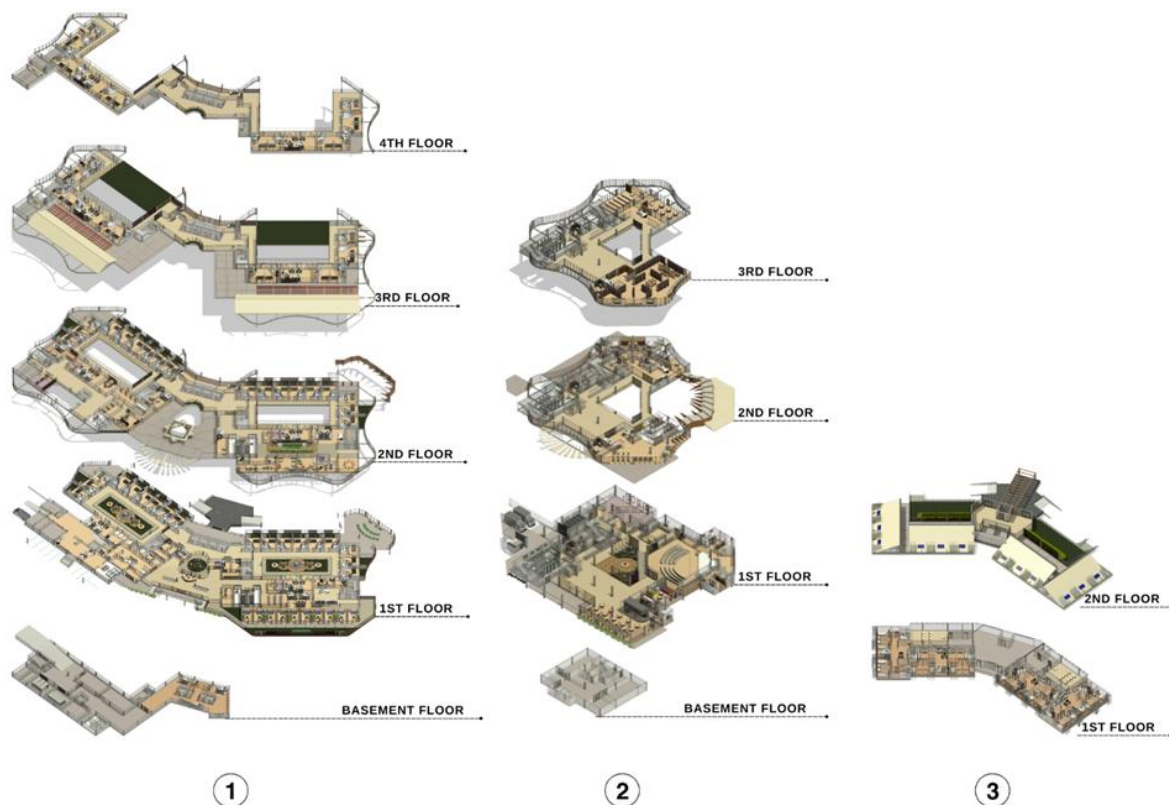 4TH FLOOR
3RD FLOOR
2ND FLOOR
1ST FLOOR
BASEMENT FLOOR
1
3RD FLOOR
2ND FLOOR
1ST FLOOR
BASEMENT FLOOR
2
2ND FLOOR
1ST FLOOR
3